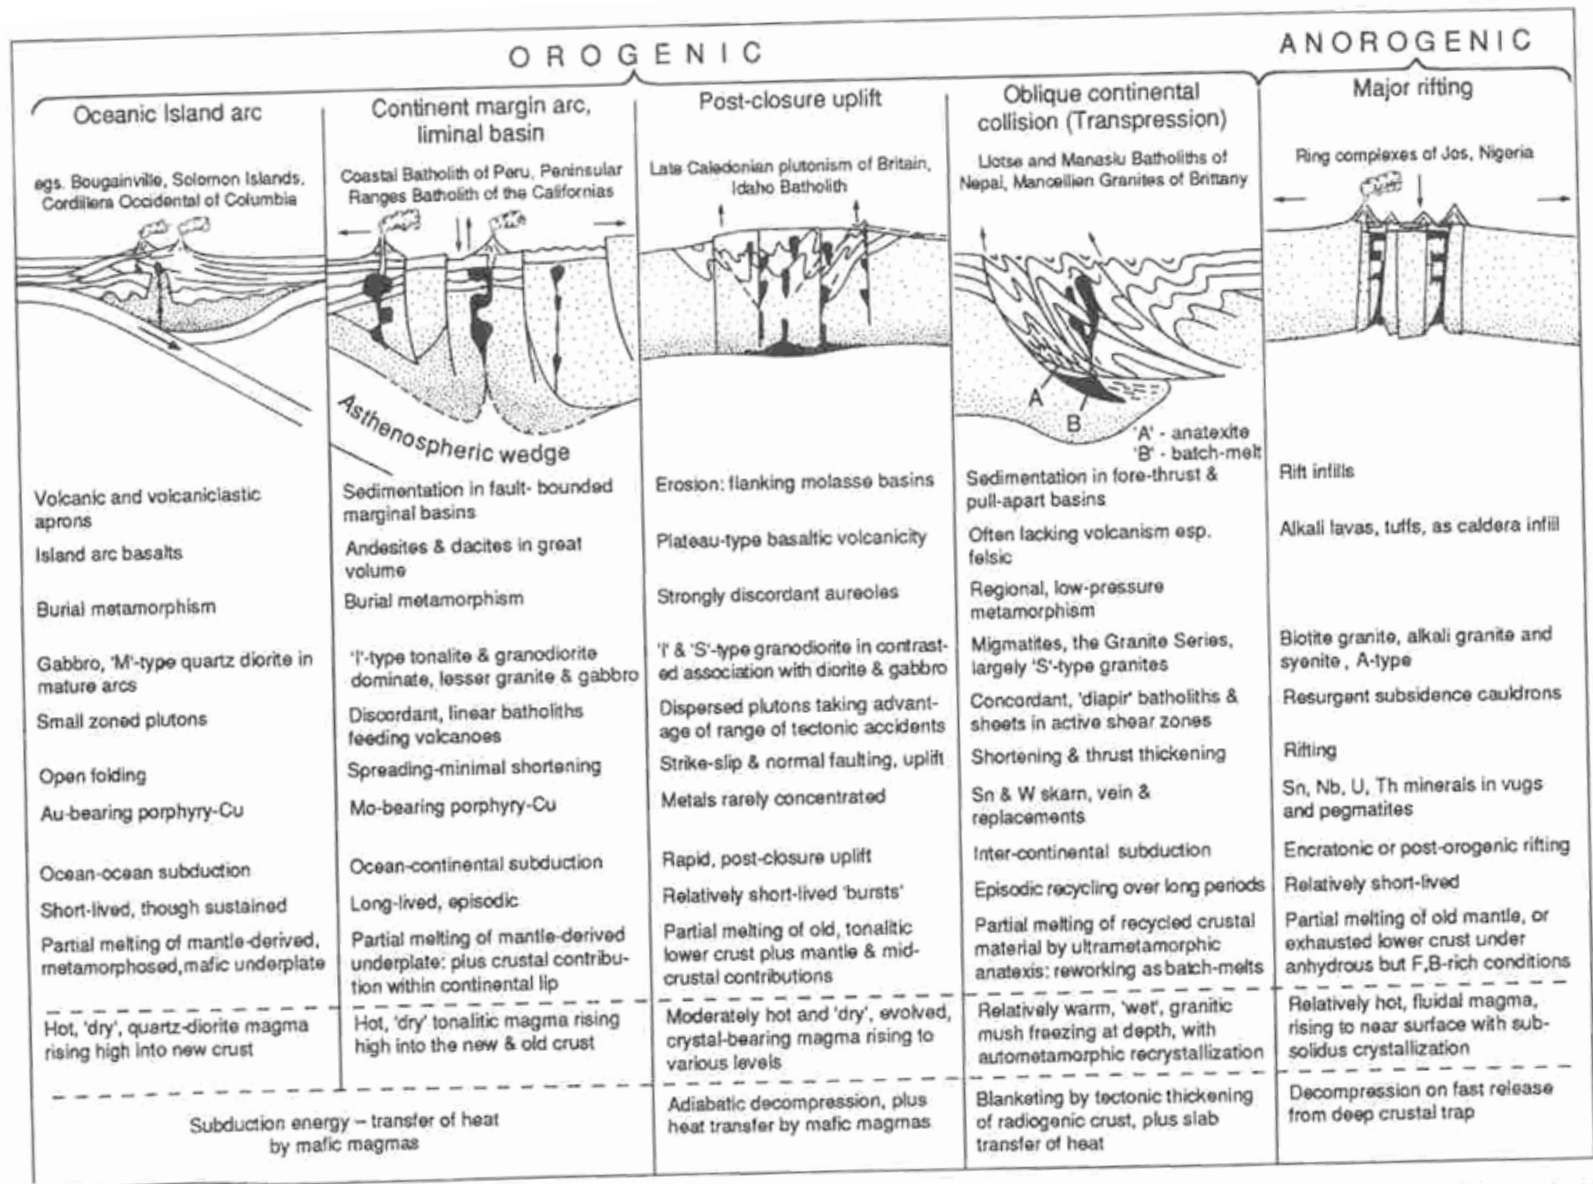 OROGENIC
ANOROGENIC
Oceanic Island arc
egs. Bougainville, Solomon Islands,
Cordillera Occidental of Columbia
Volcanic and volcaniclastic
aprons
Island arc basalts
Burial metamorphism
Gabbro, 'M'-type quartz diorite in
mature arcs
Small zoned plutons
Open folding
Au-bearing porphyry-Cu
Ocean-ocean subduction
Short-lived, though sustained
Partial melting of mantle-derived,
metamorphosed, mafic underplate
Hot, 'dry', quartz-diorite magma
rising high into new crust
Continent margin arc,
liminal basin
Coastal Batholith of Peru, Peninsular
Ranges Batholith of the Californias
Asthenospheric wedge
Sedimentation in fault- bounded
marginal basins
Andesites & dacites in great
volume
Burial metamorphism
'I'-type tonalite & granodiorite
dominate, lesser granite & gabbro
Discordant, linear batholiths
feeding volcanoes
Spreading-minimal shortening
Mo-bearing porphyry-Cu
Ocean-continental subduction
Long-lived, episodic
Partial melting of mantle-derived
underplate: plus crustal contribu-
tion within continental lip
Hot, 'dry' tonalitic magma rising
high into the new & old crust
Subduction energy – transfer of heat
by mafic magmas
Post-closure uplift
Late Caledonian plutonism of Britain,
Idaho Batholith
Erosion: flanking molasse basins
Plateau-type basaltic volcanicity
Strongly discordant aureoles
'I' & 'S'-type granodiorite in contrast-
ed association with diorite & gabbro
Dispersed plutons taking advant-
age of range of tectonic accidents
Strike-slip & normal faulting, uplift
Metals rarely concentrated
Rapid, post-closure uplift
Relatively short-lived 'bursts'
Partial melting of old, tonalitic
lower crust plus mantle & mid-
crustal contributions
Moderately hot and 'dry', evolved,
crystal-bearing magma rising to
various levels
Adiabatic decompression, plus
heat transfer by mafic magmas
Oblique continental
collision (Transpression)
Llotse and Manaslu Batholiths of
Nepal, Mancellien Granites of Brittany
A
B
'A' - anatexite
'B' - batch-melt
Sedimentation in fore-thrust &
pull-apart basins
Often lacking volcanism esp.
felsic
Regional, low-pressure
metamorphism
Migmatites, the Granite Series,
largely 'S'-type granites
Concordant, 'diapir' batholiths &
sheets in active shear zones
Shortening & thrust thickening
Sn & W skarn, vein &
replacements
Inter-continental subduction
Episodic recycling over long periods
Partial melting of recycled crustal
material by ultrametamorphic
anatexis: reworking as batch-melts
Relatively warm, 'wet', granitic
mush freezing at depth, with
autometamorphic recrystallization
Blanketing by tectonic thickening
of radiogenic crust, plus slab
transfer of heat
Major rifting
Ring complexes of Jos, Nigeria
Rift infills
Alkali lavas, tuffs, as caldera infill
Biotite granite, alkali granite and
syenite , A-type
Resurgent subsidence cauldrons
Rifting
Sn, Nb, U, Th minerals in vugs
and pegmatites
Encratonic or post-orogenic rifting
Relatively short-lived
Partial melting of old mantle, or
exhausted lower crust under
anhydrous but F,B-rich conditions
Relatively hot, fluidal magma,
rising to near surface with sub-
solidus crystallization
Decompression on fast release
from deep crustal trap